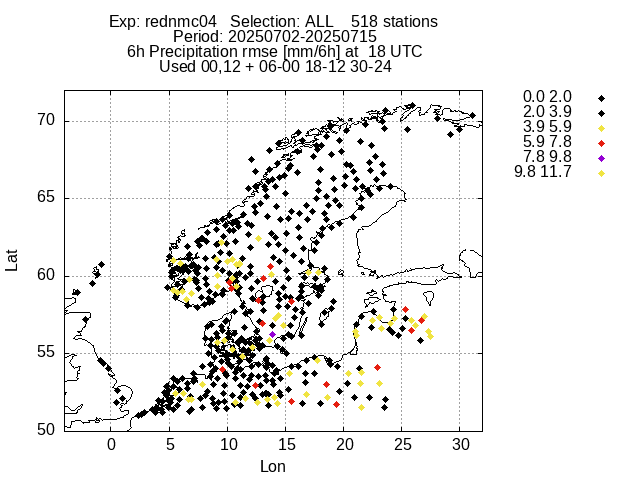 Exp: rednmc04 Selection: ALL 518 stations
Period: 20250702-20250715
6h Precipitation rmse [mm/6h] at 18 UTC
Used 00,12 + 06-00 18-12 30-24
0.0 2.0
2.0 3.9
3.9 5.9
5.9 7.8
7.8 9.8
9.8 11.7
70
65
60
55
50
Lat
0 5 10 15 20 25 30
Lon